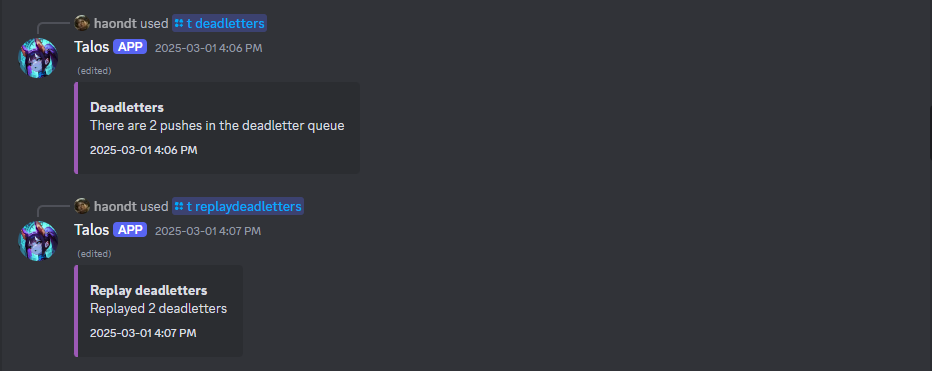 haondt used t deadletters
Talos APP 2025-03-01 4:06 PM
(edited)
Deadletters
There are 2 pushes in the deadletter queue
2025-03-01 4:06 PM
haondt used t replaydeadletters
Talos APP 2025-03-01 4:07 PM
(edited)
Replay deadletters
Replayed 2 deadletters
2025-03-01 4:07 PM